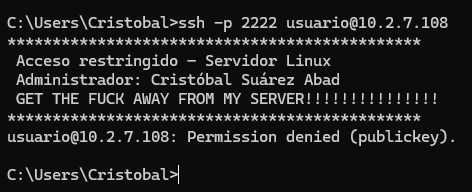 C:\Users\Cristobal>ssh -p 2222 usuario@10.2.7.108
**********************************************
Acceso restringido - Servidor Linux
Administrador: Cristóbal Suárez Abad
GET THE FUCK AWAY FROM MY SERVER!!!!!!!!!!!!!!!
**********************************************
usuario@10.2.7.108: Permission denied (publickey).
C:\Users\Cristobal>